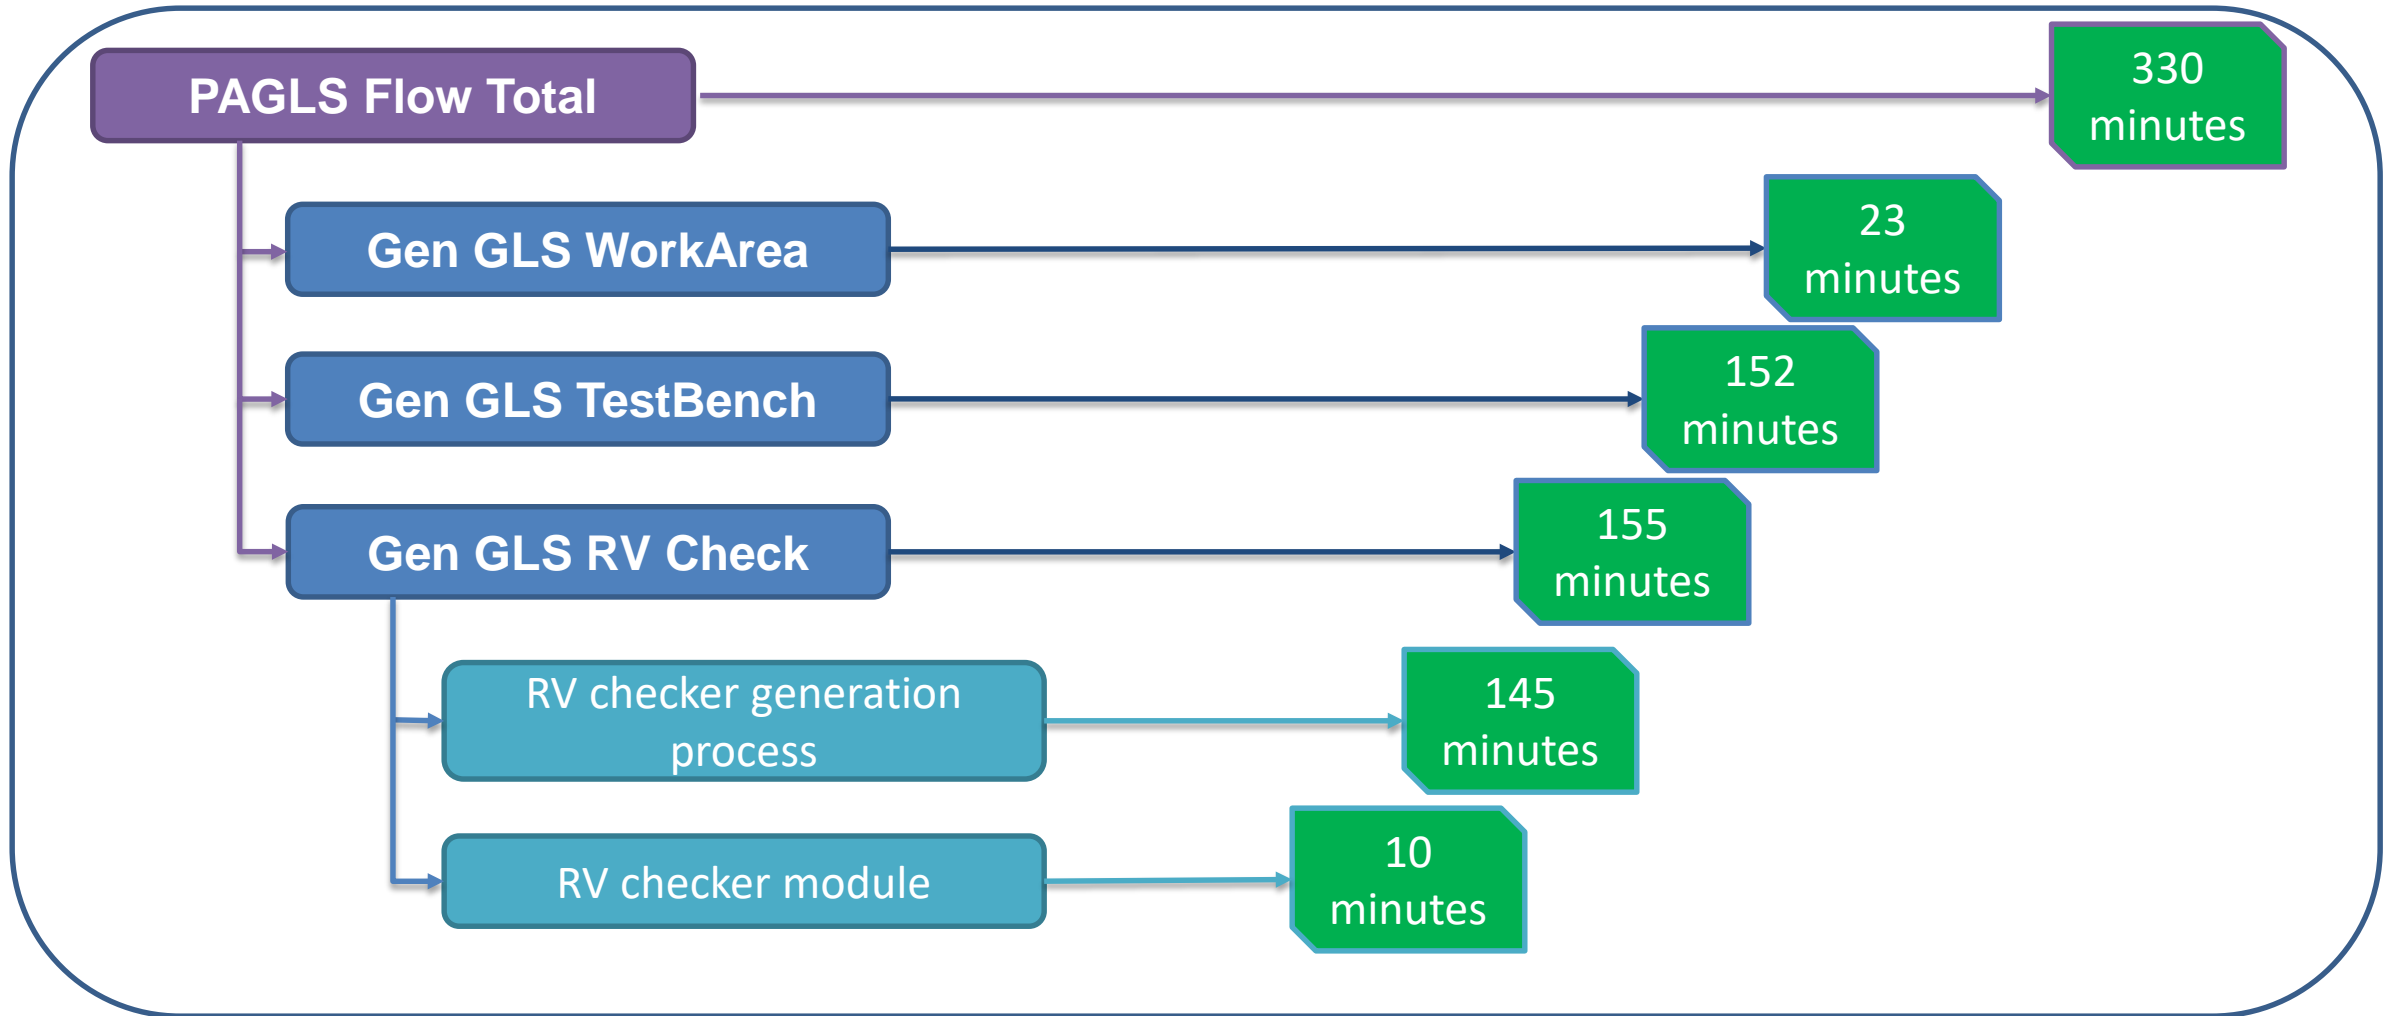 PAGLS Flow Total
330
minutes
Gen GLS WorkArea
23
minutes
Gen GLS TestBench
152
minutes
Gen GLS RV Check
155
minutes
RV checker generation
process
145
minutes
RV checker module
10
minutes